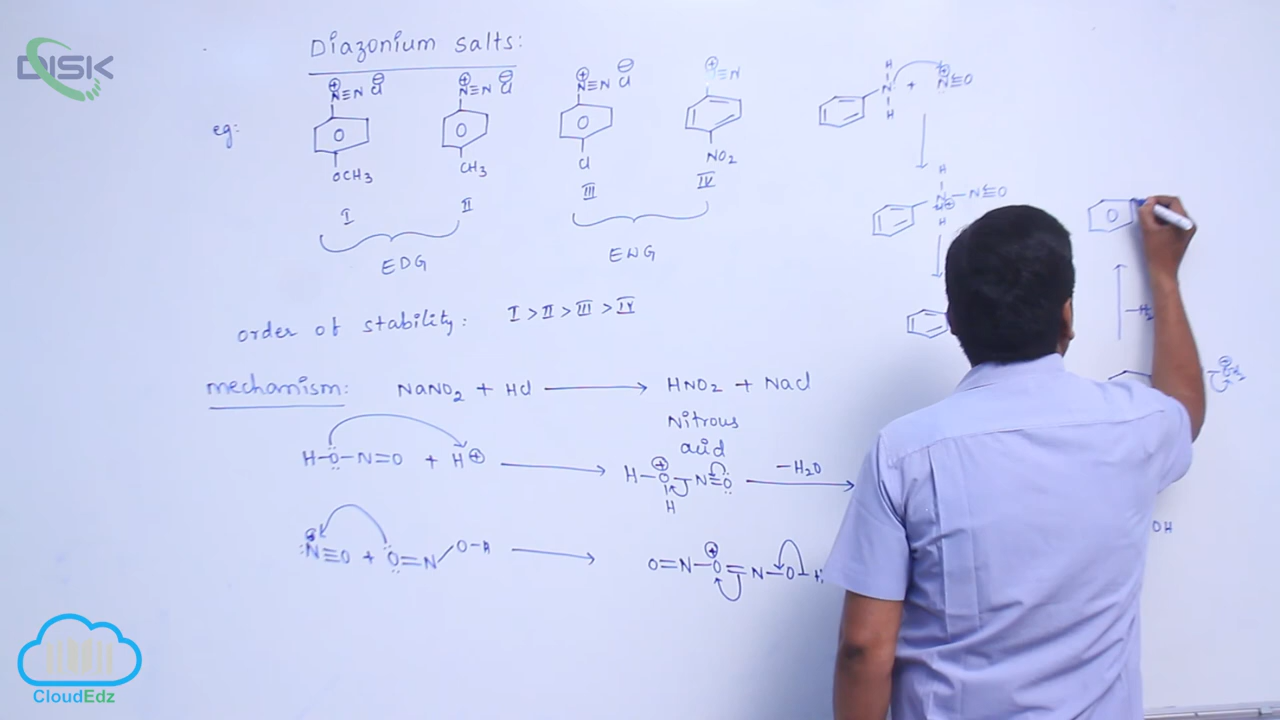 DISK
Diazonium salts:
eg:
⊕N≡N Cl⊖
OCH3
I
⊕N≡N Cl⊖
CH3
II
⊕N≡N Cl⊖
Cl
III
⊕N≡N
NO2
IV
EDG
EWG
order of stability: I > II > III > IV
mechanism: NaNO2 + HCl → HNO2 + NaCl
Nitrous
acid
H-O-N=O + H⊕ → H-O⊕-N=O -H2O →
H
:N≡O + O=N O-H → O=N-O⊕=N-O-H
H
N: + N≡O
H
H
N⊕-N=O
H
OH
CloudEdz